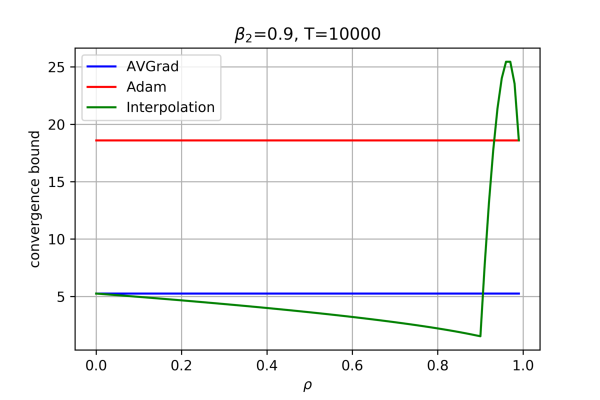 β₂=0.9, T=10000
AVGrad
Adam
Interpolation
convergence bound
25
20
15
10
5
0.0 0.2 0.4 0.6 0.8 1.0
ρ